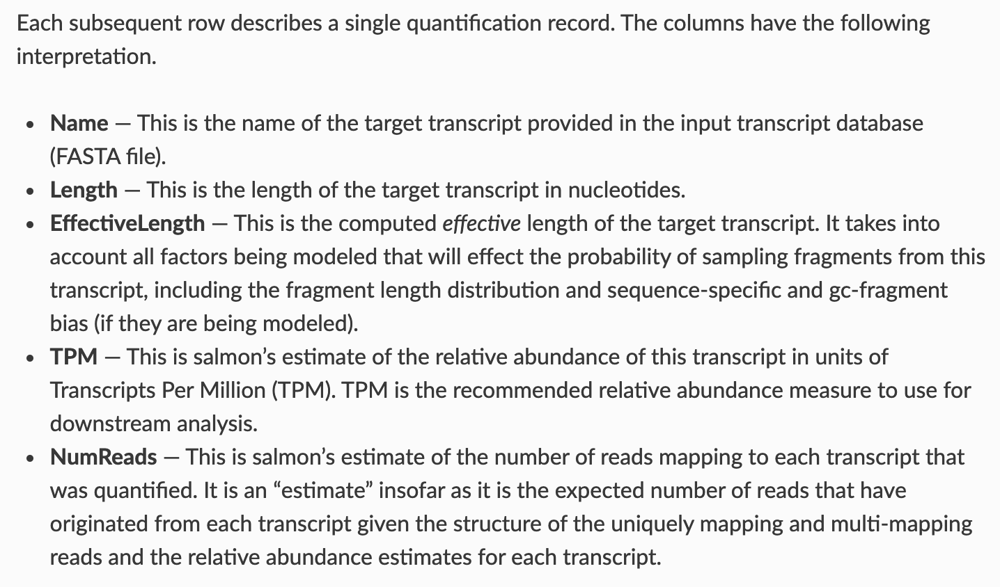 Each subsequent row describes a single quantification record. The columns have the following
interpretation.
• Name — This is the name of the target transcript provided in the input transcript database
(FASTA file).
• Length — This is the length of the target transcript in nucleotides.
• EffectiveLength — This is the computed effective length of the target transcript. It takes into
account all factors being modeled that will effect the probability of sampling fragments from this
transcript, including the fragment length distribution and sequence-specific and gc-fragment
bias (if they are being modeled).
• TPM — This is salmon’s estimate of the relative abundance of this transcript in units of
Transcripts Per Million (TPM). TPM is the recommended relative abundance measure to use for
downstream analysis.
• NumReads — This is salmon’s estimate of the number of reads mapping to each transcript that
was quantified. It is an “estimate” insofar as it is the expected number of reads that have
originated from each transcript given the structure of the uniquely mapping and multi-mapping
reads and the relative abundance estimates for each transcript.